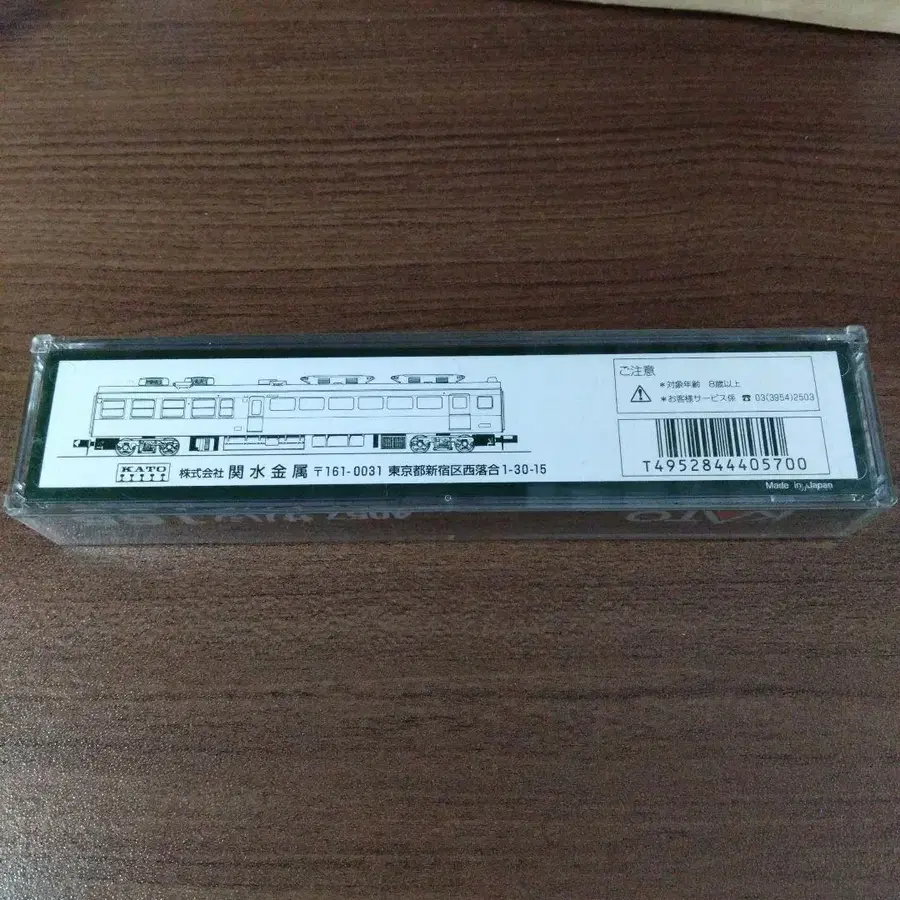 ご注意
*対象年齢 8歳以上
*お客様サービス係 ☎ 03(3954)2503
KATO
株式会社 関水金属 〒161-0031 東京都新宿区西落合1-30-15
T4952844405700
Made in Japan
KATO